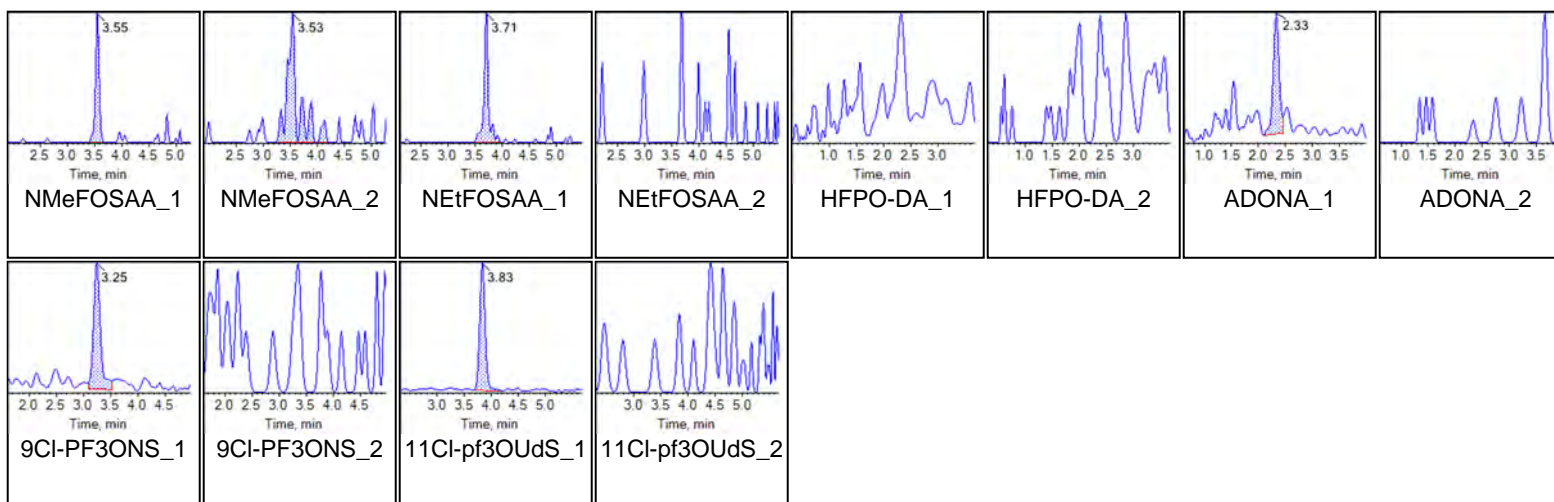 3.55 3.53 3.71 2.33
2.5 3.0 3.5 4.0 4.5 5.0 2.5 3.0 3.5 4.0 4.5 5.0 2.5 3.0 3.5 4.0 4.5 5.0 2.5 3.0 3.5 4.0 4.5 5.0 1.0 1.5 2.0 2.5 3.0 1.0 1.5 2.0 2.5 3.0 1.0 1.5 2.0 2.5 3.0 3.5 1.0 1.5 2.0 2.5 3.0 3.5
Time, min Time, min Time, min Time, min Time, min Time, min Time, min Time, min
NMeFOSAA_1 NMeFOSAA_2 NEtFOSAA_1 NEtFOSAA_2 HFPO-DA_1 HFPO-DA_2 ADONA_1 ADONA_2
3.25 3.83
2.0 2.5 3.0 3.5 4.0 4.5 2.0 2.5 3.0 3.5 4.0 4.5 3.0 3.5 4.0 4.5 5.0 3.0 3.5 4.0 4.5 5.0
Time, min Time, min Time, min Time, min
9Cl-PF3ONS_1 9Cl-PF3ONS_2 11Cl-pf3OUdS_1 11Cl-pf3OUdS_2